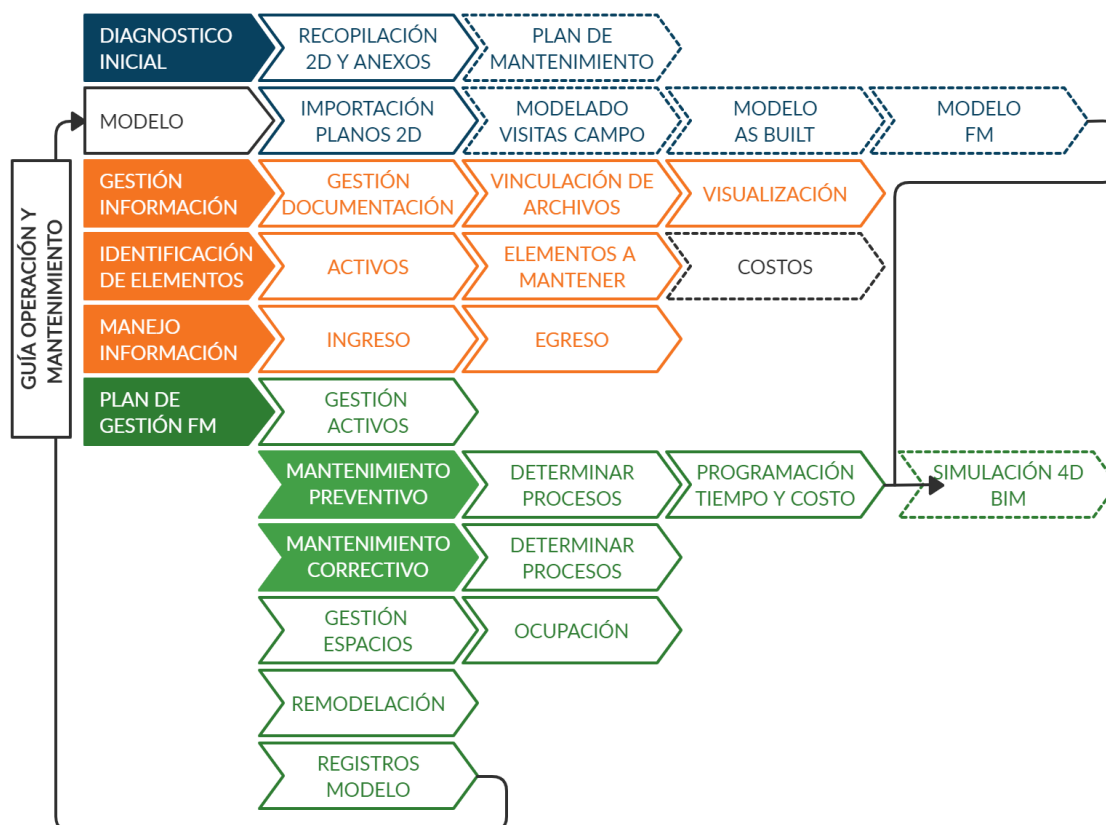 DIAGNOSTICO
INICIAL
RECOPILACIÓN
2D Y ANEXOS
PLAN DE
MANTENIMIENTO
MODELO
IMPORTACIÓN
PLANOS 2D
MODELADO
VISITAS CAMPO
MODELO
AS BUILT
MODELO
FM
GUÍA OPERACIÓN Y
MANTENIMIENTO
GESTIÓN
INFORMACIÓN
GESTIÓN
DOCUMENTACIÓN
VINCULACIÓN DE
ARCHIVOS
VISUALIZACIÓN
IDENTIFICACIÓN
DE ELEMENTOS
ACTIVOS
ELEMENTOS A
MANTENER
COSTOS
MANEJO
INFORMACIÓN
INGRESO
EGRESO
PLAN DE
GESTIÓN FM
GESTIÓN
ACTIVOS
MANTENIMIENTO
PREVENTIVO
DETERMINAR
PROCESOS
PROGRAMACIÓN
TIEMPO Y COSTO
SIMULACIÓN 4D
BIM
MANTENIMIENTO
CORRECTIVO
DETERMINAR
PROCESOS
GESTIÓN
ESPACIOS
OCUPACIÓN
REMODELACIÓN
REGISTROS
MODELO